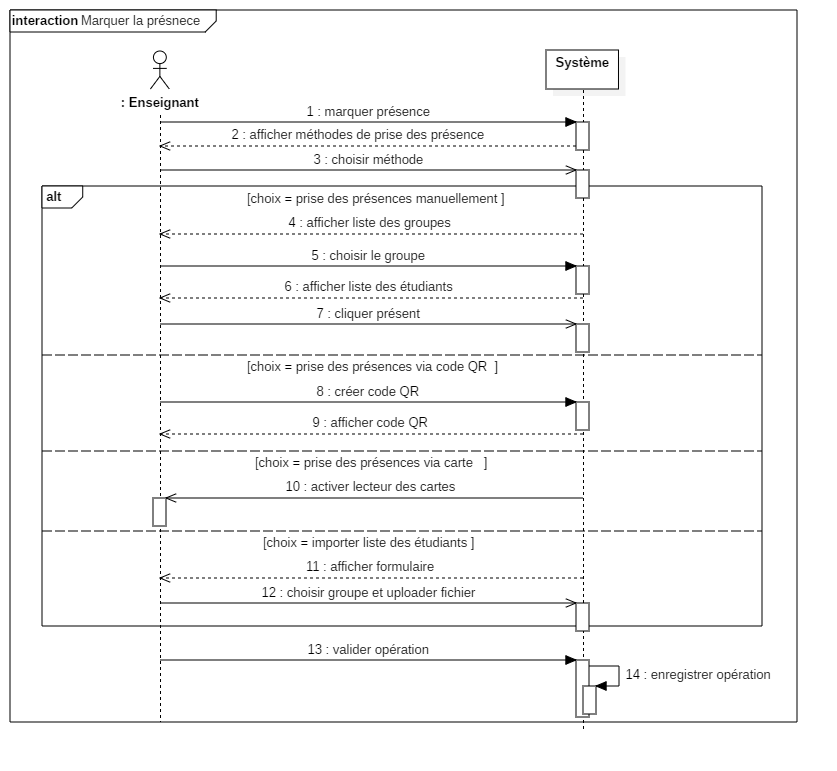 interaction Marquer la présnece
Système
: Enseignant
1 : marquer présence
2 : afficher méthodes de prise des présence
3 : choisir méthode
alt
[choix = prise des présences manuellement ]
4 : afficher liste des groupes
5 : choisir le groupe
6 : afficher liste des étudiants
7 : cliquer présent
[choix = prise des présences via code QR ]
8 : créer code QR
9 : afficher code QR
[choix = prise des présences via carte ]
10 : activer lecteur des cartes
[choix = importer liste des étudiants ]
11 : afficher formulaire
12 : choisir groupe et uploader fichier
13 : valider opération
14 : enregistrer opération